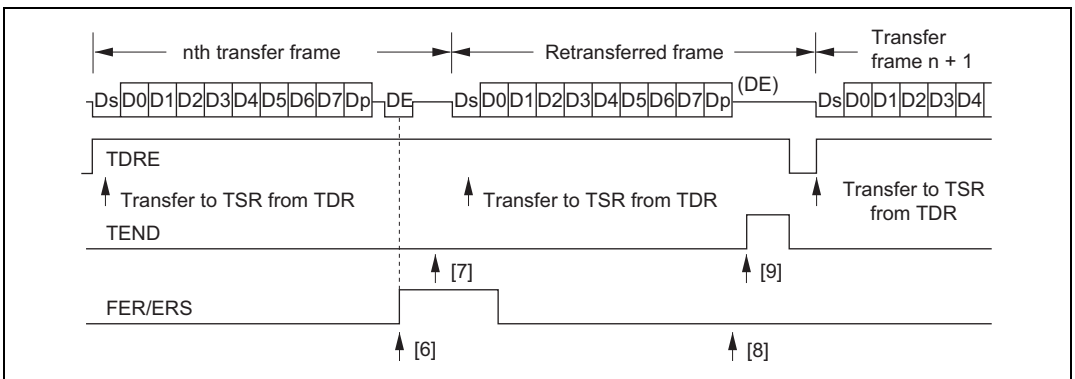 nth transfer frame
Retransferred frame
Transfer
frame n + 1
Ds D0 D1 D2 D3 D4 D5 D6 D7 Dp DE Ds D0 D1 D2 D3 D4 D5 D6 D7 Dp (DE) Ds D0 D1 D2 D3 D4
TDRE
Transfer to TSR from TDR
Transfer to TSR from TDR
Transfer to TSR
from TDR
TEND
[7]
[9]
FER/ERS
[6]
[8]